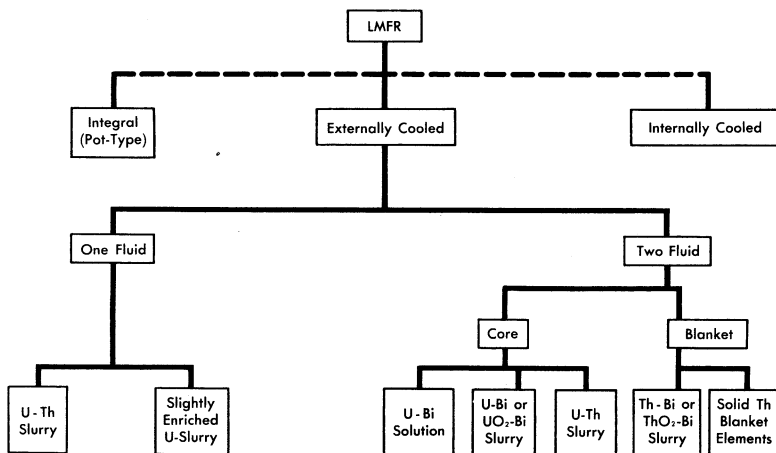 LMFR
Integral
(Pot-Type)
Externally Cooled
Internally Cooled
One Fluid
Two Fluid
Core
Blanket
U - Th
Slurry
Slightly
Enriched
U-Slurry
U - Bi
Solution
U-Bi or
UO₂-Bi
Slurry
U-Th
Slurry
Th - Bi or
ThO₂-Bi
Slurry
Solid Th
Blanket
Elements